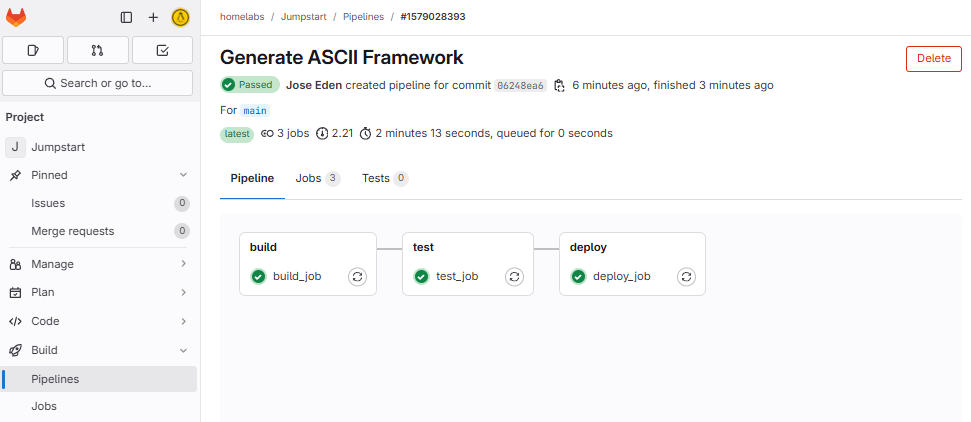 homelabs / Jumpstart / Pipelines / #1579028393
Search or go to...
Project
J Jumpstart
Pinned
Issues 0
Merge requests 0
Manage
Plan
Code
Build
Pipelines
Jobs
Generate ASCII Framework
Delete
Passed Jose Eden created pipeline for commit 06248ea6 6 minutes ago, finished 3 minutes ago
For main
latest 3 jobs 2.21 2 minutes 13 seconds, queued for 0 seconds
Pipeline Jobs 3 Tests 0
build test deploy
build_job test_job deploy_job